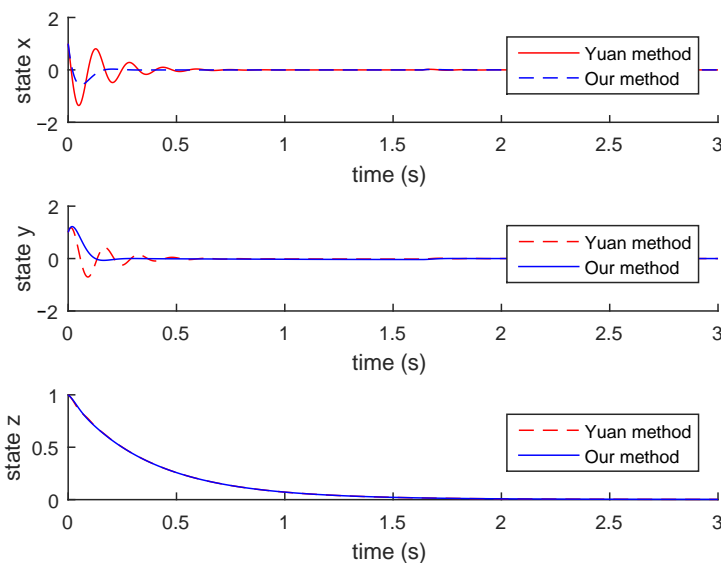 2
0
−2
state x
Yuan method
Our method
0 0.5 1 1.5 2 2.5 3
time (s)
2
0
−2
state y
Yuan method
Our method
0 0.5 1 1.5 2 2.5 3
time (s)
1
0.5
0
state z
Yuan method
Our method
0 0.5 1 1.5 2 2.5 3
time (s)